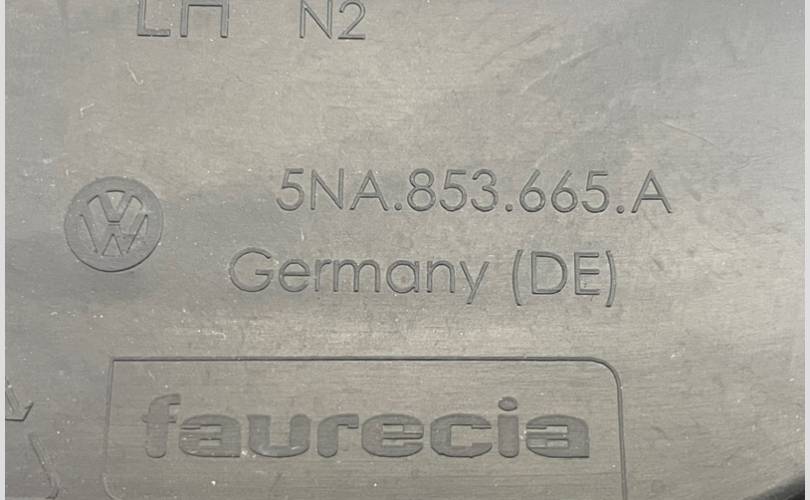 LH N2
5NA.853.665.A
Germany (DE)
faurecia